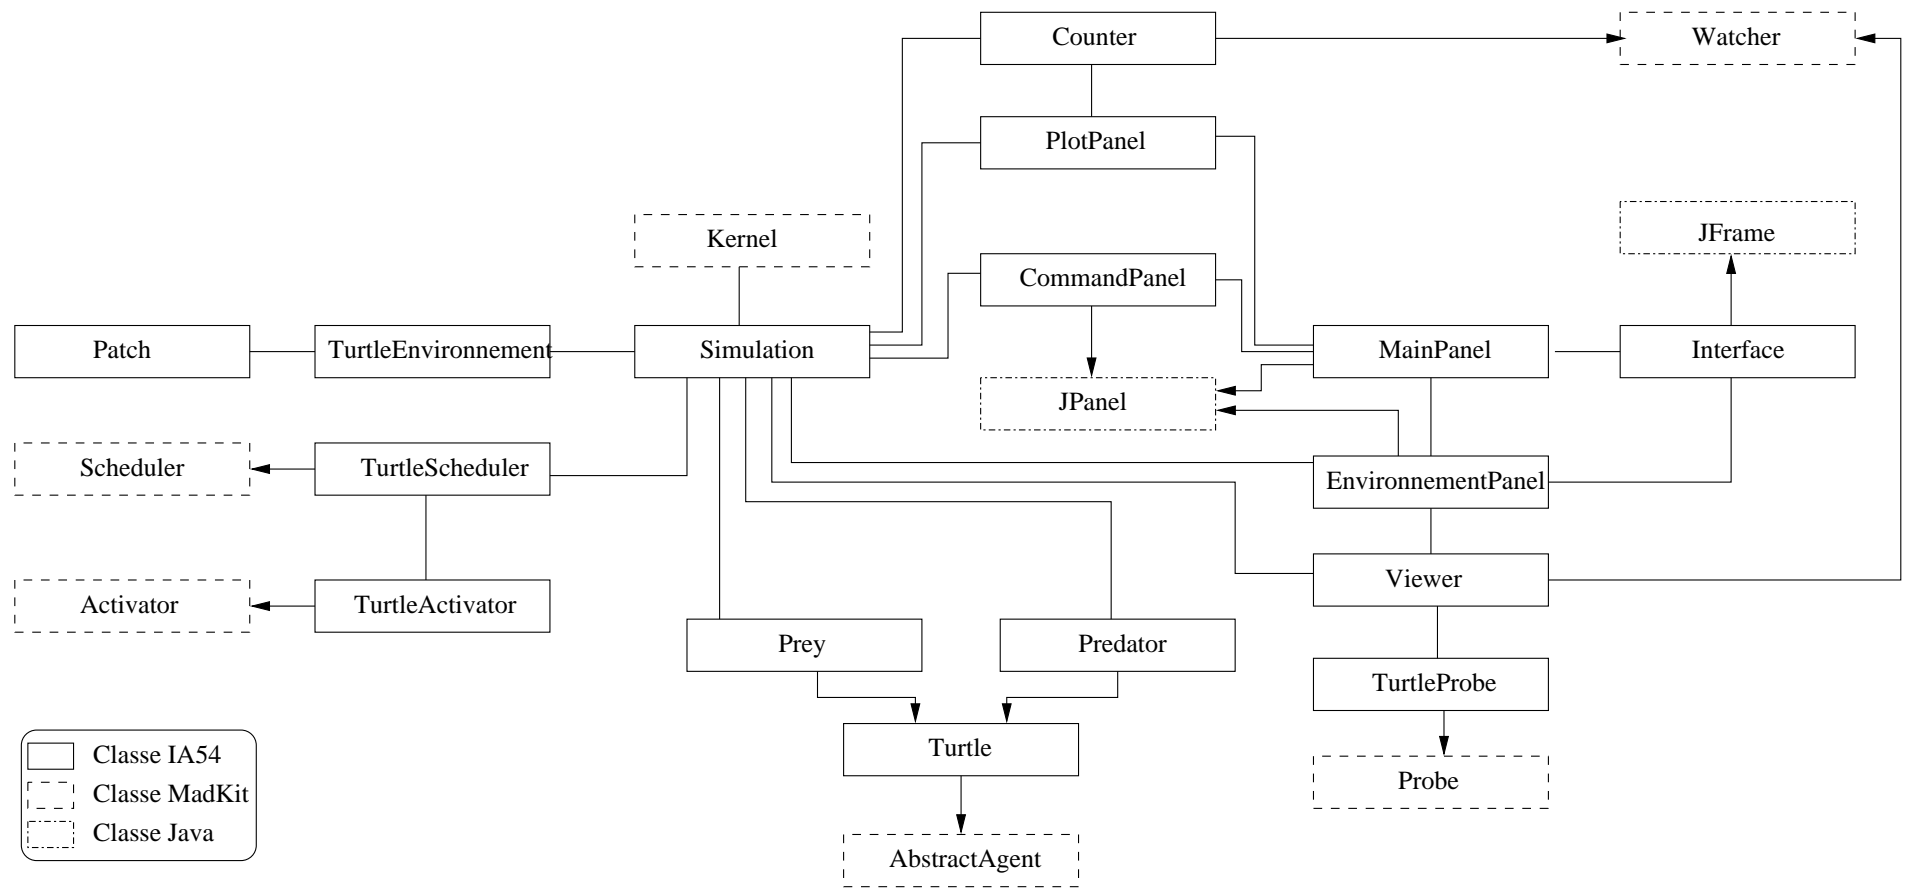 Counter
Watcher
PlotPanel
Kernel
JFrame
CommandPanel
Patch
TurtleEnvironnement
Simulation
MainPanel
Interface
JPanel
Scheduler
TurtleScheduler
EnvironnementPanel
Activator
TurtleActivator
Viewer
Prey
Predator
TurtleProbe
Turtle
Probe
AbstractAgent
Classe IA54
Classe MadKit
Classe Java